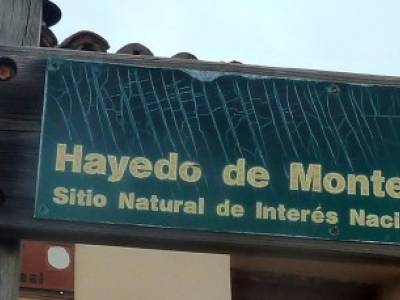 Hayedo de Monte
Sitio Natural de Interés Naci